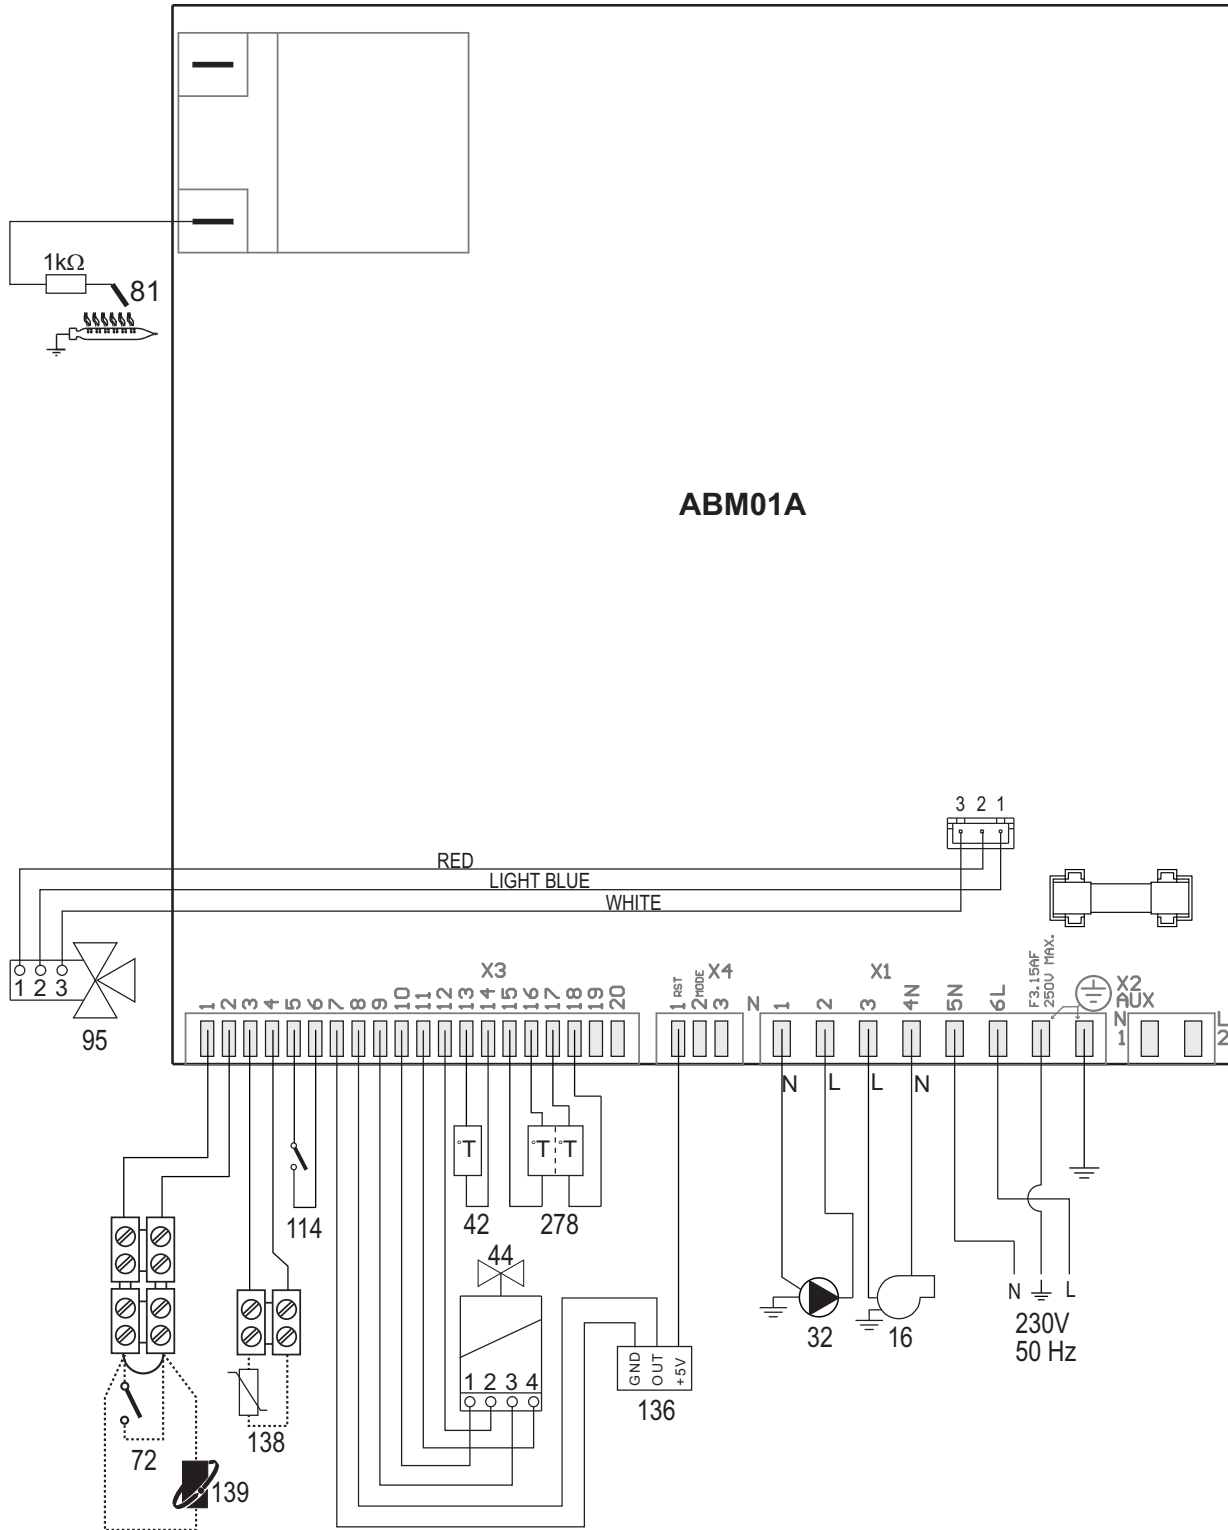 1kΩ
81
ABM01A
3 2 1
RED
LIGHT BLUE
WHITE
1 2 3
95
X3
1 2 3 4 5 6 7 8 9 10 11 12 13 14 15 16 17 18 19 20
X4
1 RST
2 MODE
3
X1
N 1 2 3 4N 5N 6L
F3.15AF
250V MAX.
X2
AUX
N
1
L
2
N L L N
°T
°T °T
114
42
278
44
1 2 3 4
GND
OUT
+5V
136
32
16
N L
230V
50 Hz
72
138
139